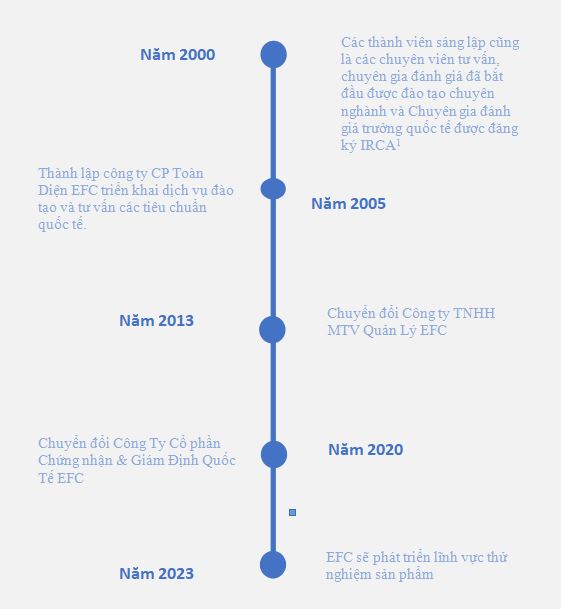 Năm 2000
Các thành viên sáng lập cũng
là các chuyên viên tư vấn,
chuyên gia đánh giá đã bắt
đầu được đào tạo chuyên
nghành và Chuyên gia đánh
giá trưởng quốc tế được đăng
ký IRCA1
Thành lập công ty CP Toàn
Diện EFC triển khai dịch vụ đào
tạo và tư vấn các tiêu chuẩn
quốc tế.
Năm 2005
Năm 2013
Chuyển đổi Công ty TNHH
MTV Quản Lý EFC
Chuyển đổi Công Ty Cổ phần
Chứng nhận & Giám Định Quốc
Tế EFC
Năm 2020
Năm 2023
EFC sẽ phát triển lĩnh vực thử
nghiệm sản phẩm